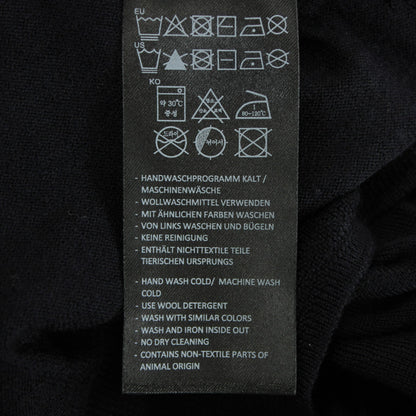 EU
US
KO
약 30℃
중성
1
80-120℃
드라이
- HANDWASCHPROGRAMM KALT /
MASCHINENWÄSCHE
- WOLLWASCHMITTEL VERWENDEN
- MIT ÄHNLICHEN FARBEN WASCHEN
- VON LINKS WASCHEN UND BÜGELN
- KEINE REINIGUNG
- ENTHÄLT NICHTTEXTILE TEILE
TIERISCHEN URSPRUNGS
- HAND WASH COLD/ MACHINE WASH
COLD
- USE WOOL DETERGENT
- WASH WITH SIMILAR COLORS
- WASH AND IRON INSIDE OUT
- NO DRY CLEANING
- CONTAINS NON-TEXTILE PARTS OF
ANIMAL ORIGIN